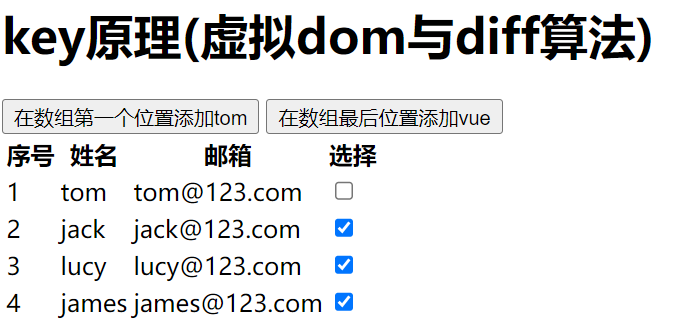 key原理(虚拟dom与diff算法)
在数组第一个位置添加tom 在数组最后位置添加vue
序号 姓名 邮箱 选择
1 tom tom@123.com
2 jack jack@123.com
3 lucy lucy@123.com
4 james james@123.com